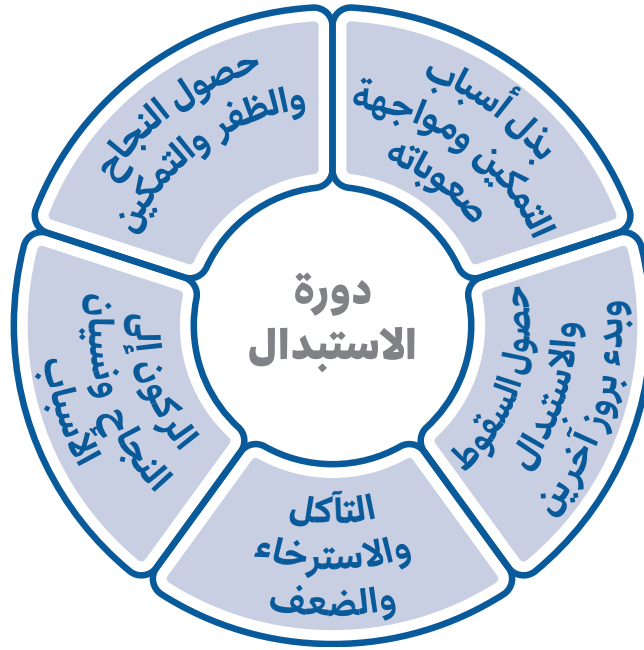 دورة
الاستبدال
بذل أسباب
التمكين ومواجهة
صعوباته
حصول النجاح
والظفر والتمكين
الركون إلى
النجاح ونسيان
الأسباب
التآكل
والاسترخاء
والضعف
حصول السقوط
والاستبدال
وبدء بروز آخرين